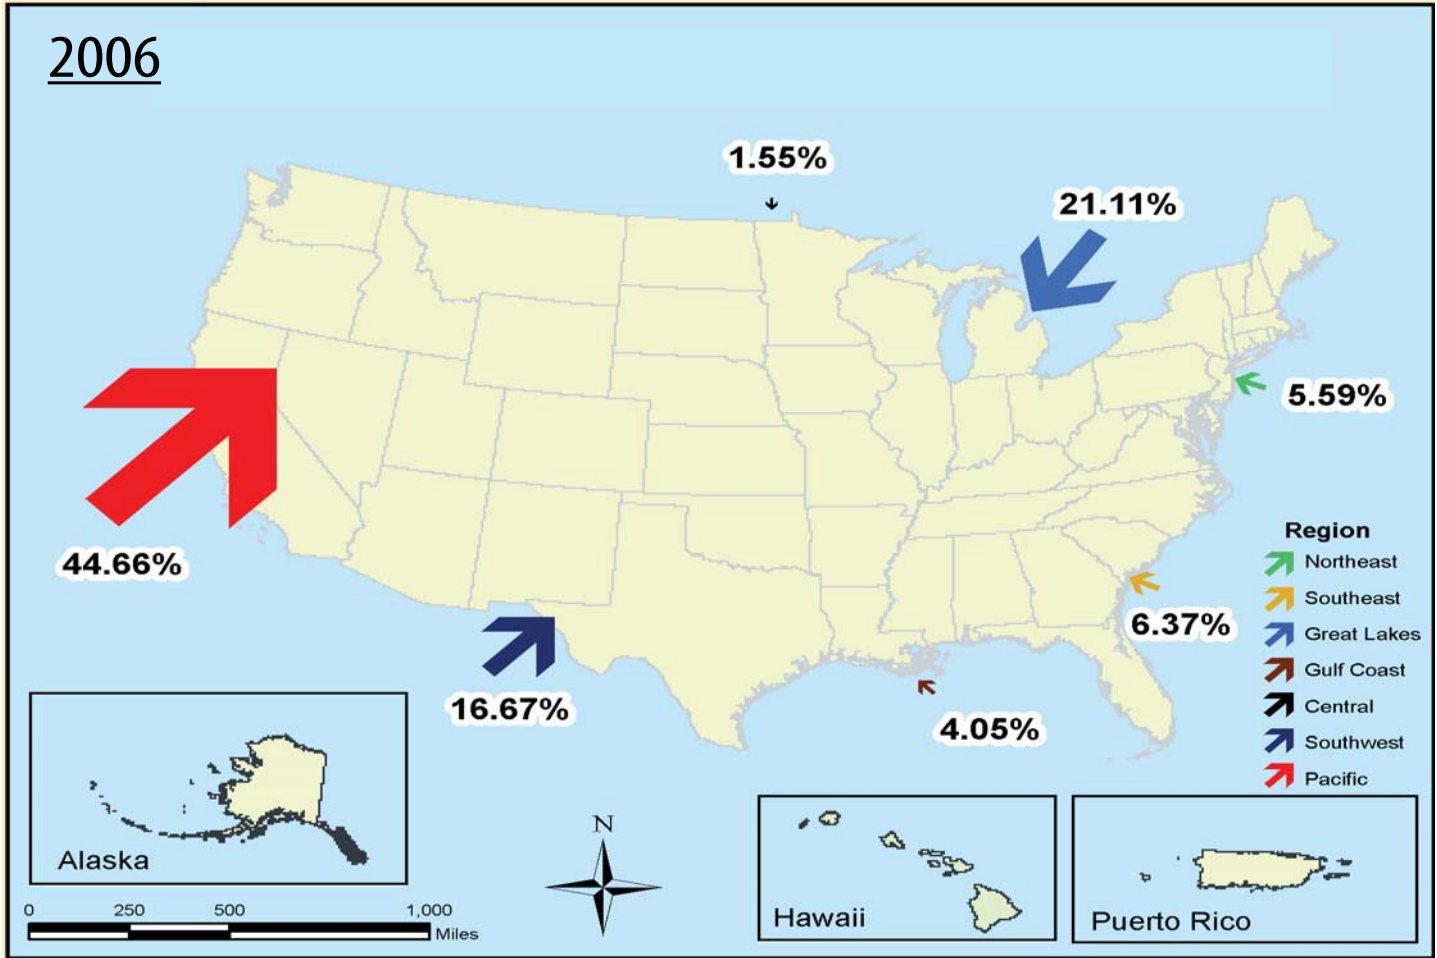 2006
1.55%
21.11%
5.59%
44.66%
6.37%
16.67%
4.05%
Region
Northeast
Southeast
Great Lakes
Gulf Coast
Central
Southwest
Pacific
Alaska
N
Hawaii
Puerto Rico
0 250 500 1,000
Miles